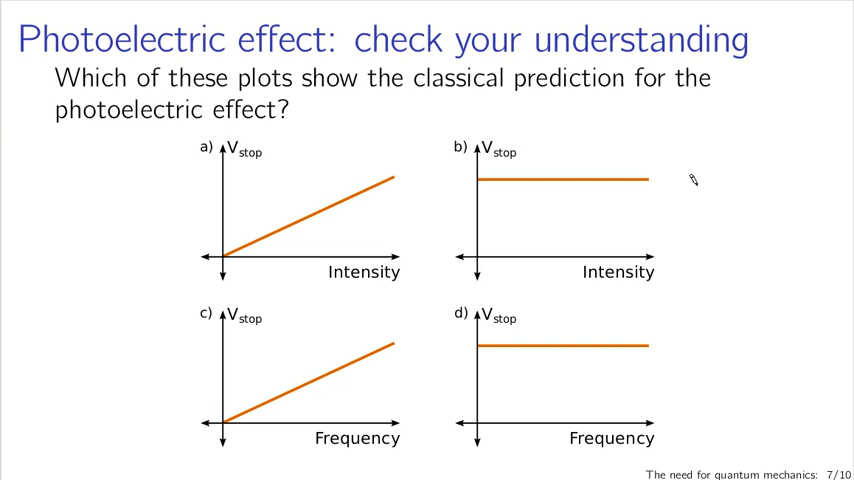 Photoelectric effect: check your understanding
Which of these plots show the classical prediction for the
photoelectric effect?
a) Vstop
b) Vstop
Intensity
Intensity
c) Vstop
d) Vstop
Frequency
Frequency
The need for quantum mechanics: 7/10